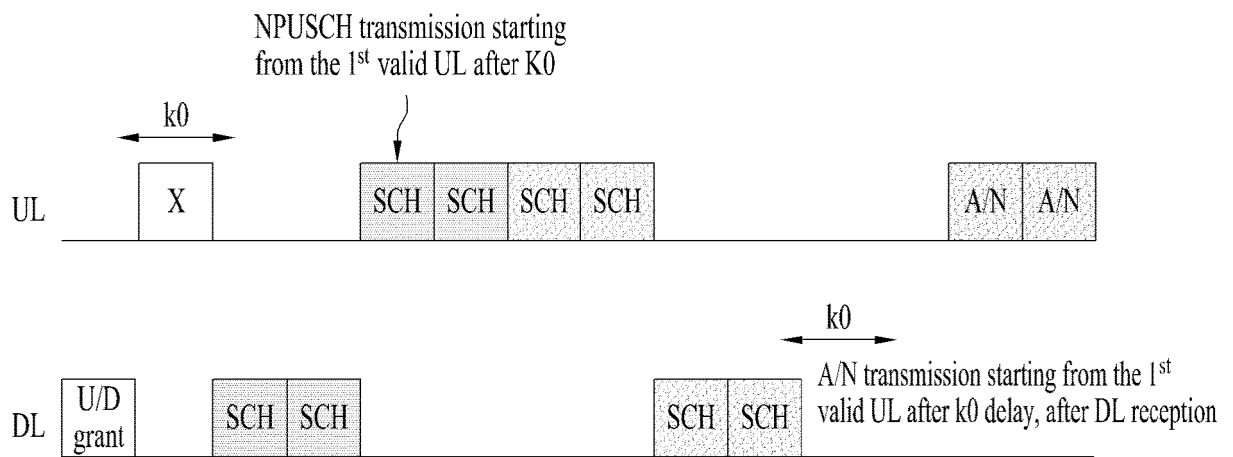 NPUSCH transmission starting
from the 1st valid UL after K0
k0
UL
X
SCH SCH SCH SCH
A/N A/N
k0
A/N transmission starting from the 1st
valid UL after k0 delay, after DL reception
DL
U/D
grant
SCH SCH
SCH SCH